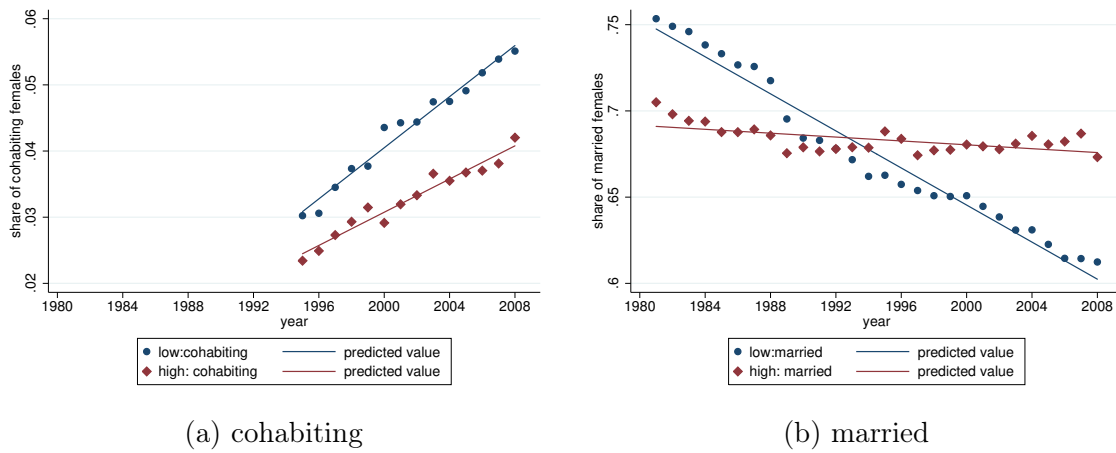 .06
.05
.04
.03
.02
share of cohabiting females
1980 1984 1988 1992 1996 2000 2004 2008
year
low:cohabiting predicted value
high: cohabiting predicted value
(a) cohabiting
.75
.7
.65
.6
share of married females
1980 1984 1988 1992 1996 2000 2004 2008
year
low:married predicted value
high: married predicted value
(b) married